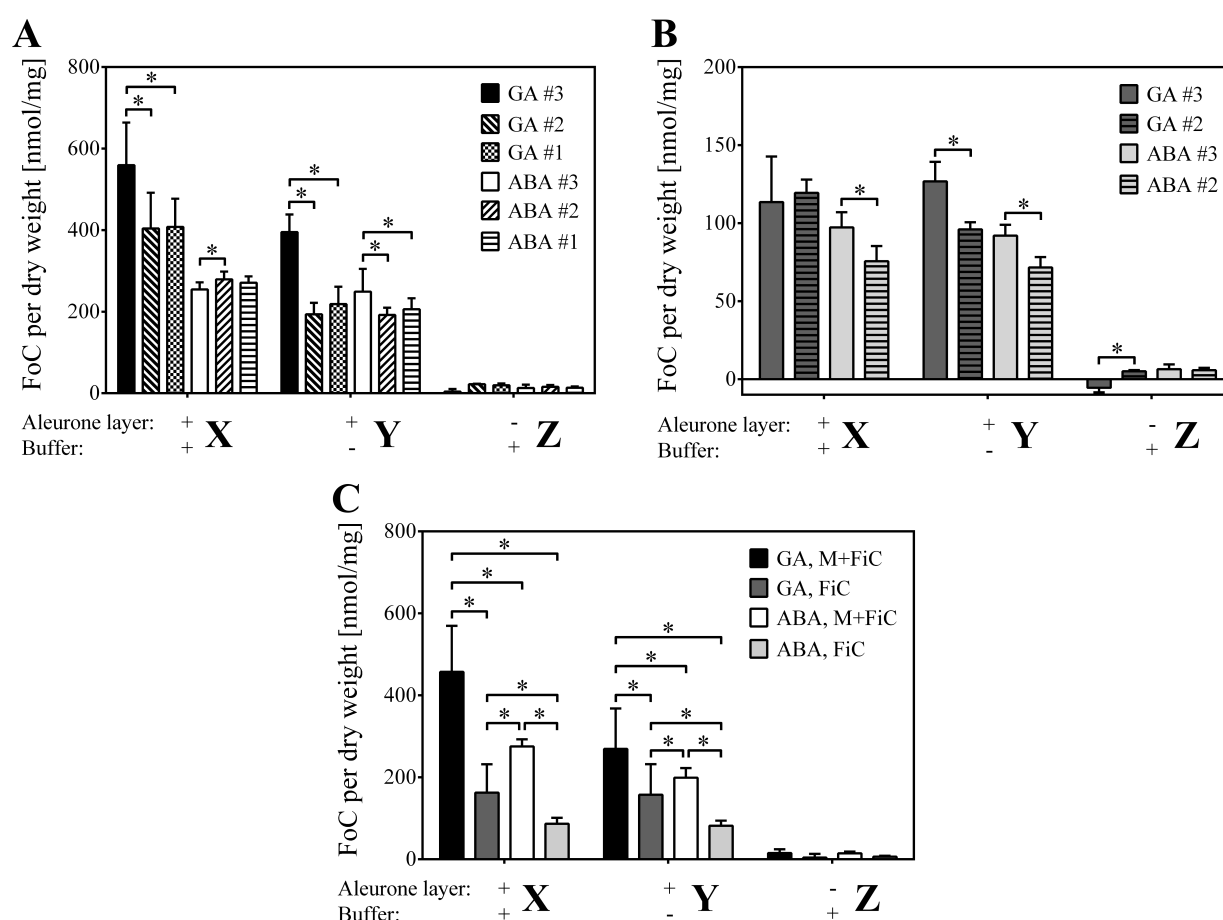 A
FoC per dry weight [nmol/mg]
800
600
400
200
0
* * * * * * *
GA #3
GA #2
GA #1
ABA #3
ABA #2
ABA #1
Aleurone layer: + X + Y - Z
Buffer: + - +
B
FoC per dry weight [nmol/mg]
200
150
100
50
0
* * * *
GA #3
GA #2
ABA #3
ABA #2
Aleurone layer: + X + Y - Z
Buffer: + - +
C
FoC per dry weight [nmol/mg]
800
600
400
200
0
* * * * * *
* * * * * *
GA, M+FiC
GA, FiC
ABA, M+FiC
ABA, FiC
Aleurone layer: + X + Y - Z
Buffer: + - +